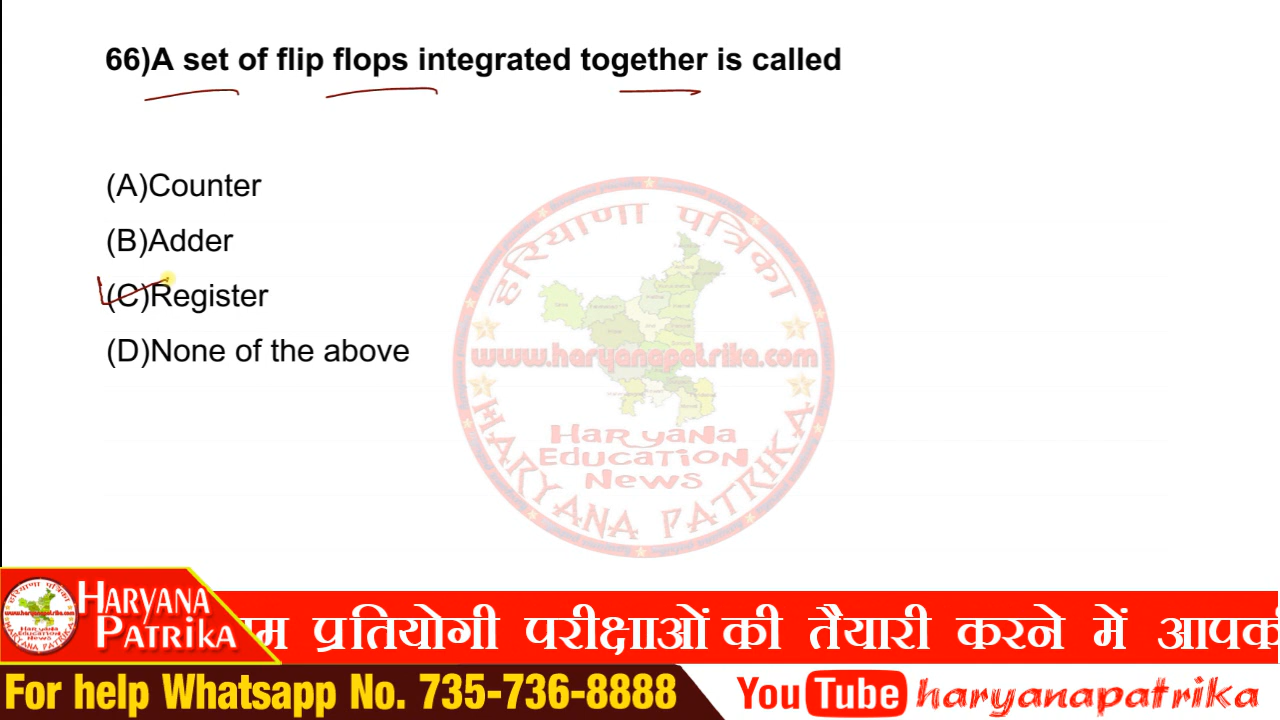 66)A set of flip flops integrated together is called
(A)Counter
(B)Adder
(C)Register
(D)None of the above
हरियाणा पत्रिका
www.haryanapatrika.com
Haryana
Education
News
HARYANA PATRIKA
HARYANA
PATRIKA
प्रतियोगी परीक्षाओं की तैयारी करने में
For help Whatsapp No. 735-736-8888
YouTube haryanapatrika